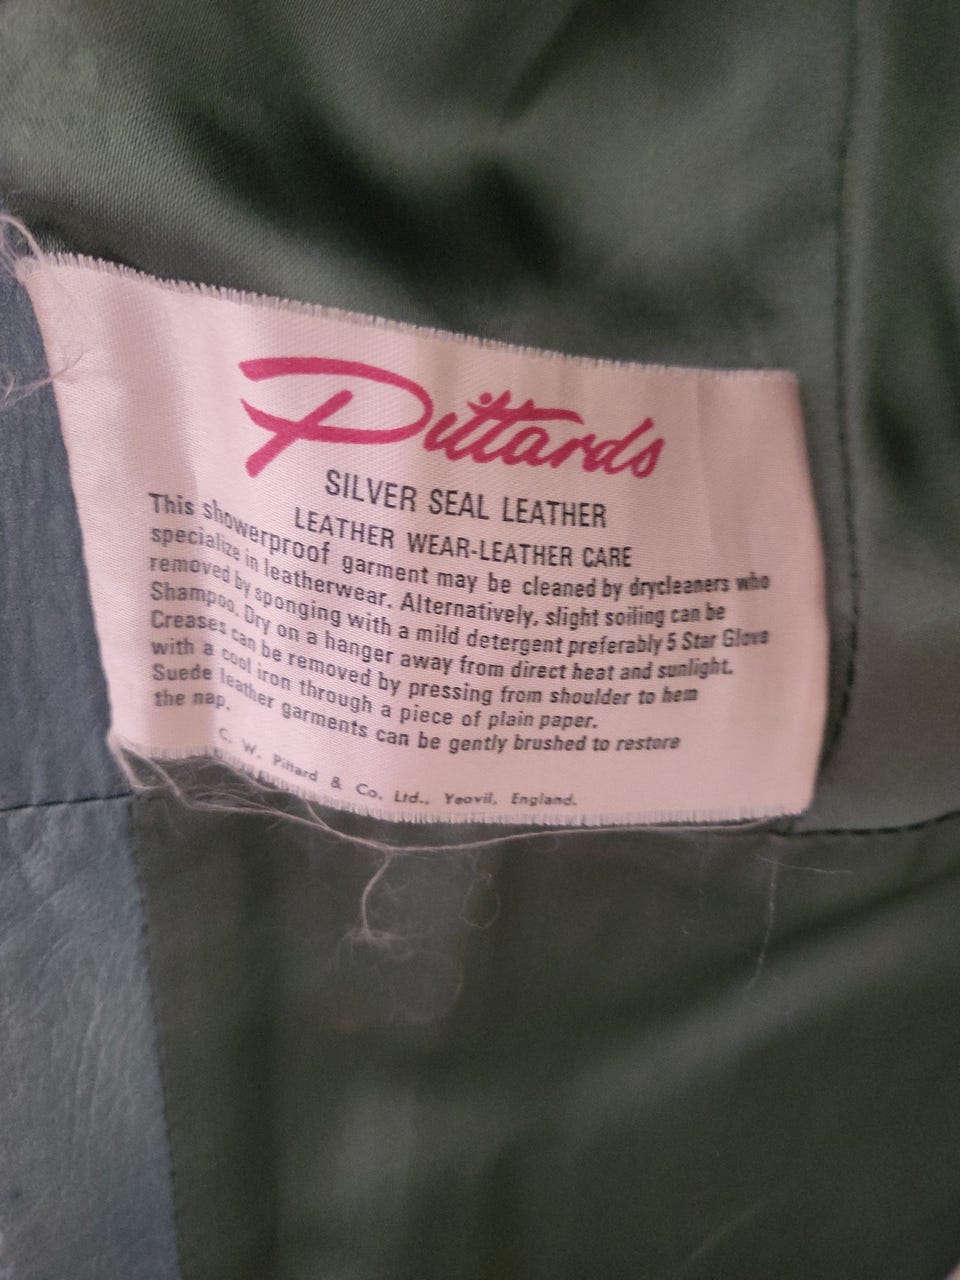 Pittards
SILVER SEAL LEATHER
LEATHER WEAR-LEATHER CARE
This showerproof garment may be cleaned by drycleaners who
specialize in leatherwear. Alternatively, slight soiling can be
removed by sponging with a mild detergent preferably 5 Star Glove
Shampoo. Dry on a hanger away from direct heat and sunlight.
Creases can be removed by pressing from shoulder to hem
with a cool iron through a piece of plain paper.
Suede leather garments can be gently brushed to restore
the nap.
C. W. Pittard & Co. Ltd., Yeovil, England.